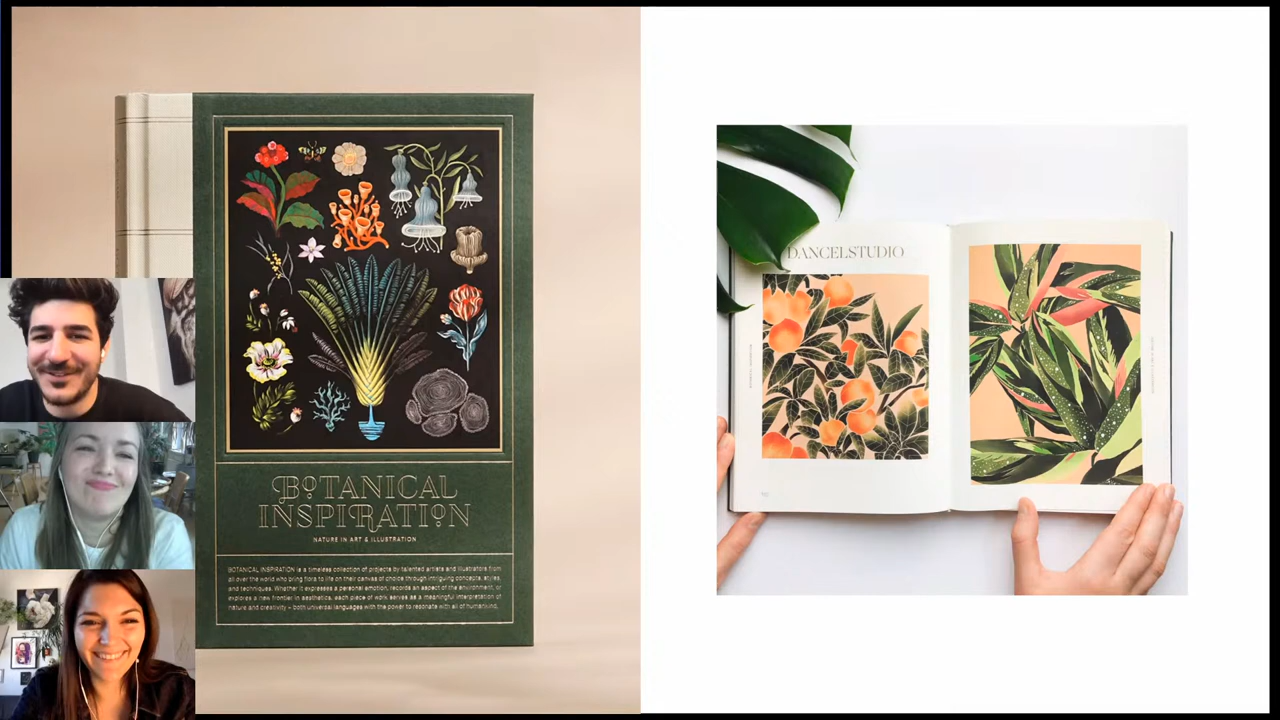 BOTANICAL
INSPIRATION
NATURE IN ART & ILLUSTRATION
BOTANICAL INSPIRATION is a timeless collection of projects by talented artists and illustrators from
all over the world who bring flora to life on their canvas of choice through intriguing concepts, styles,
and techniques. Whether it expresses a personal emotion, records an aspect of the environment, or
explores a new frontier in aesthetics, each piece of work serves as a meaningful interpretation of
nature and creativity – both universal languages with the power to resonate with all of humankind.
DANCELSTUDIO